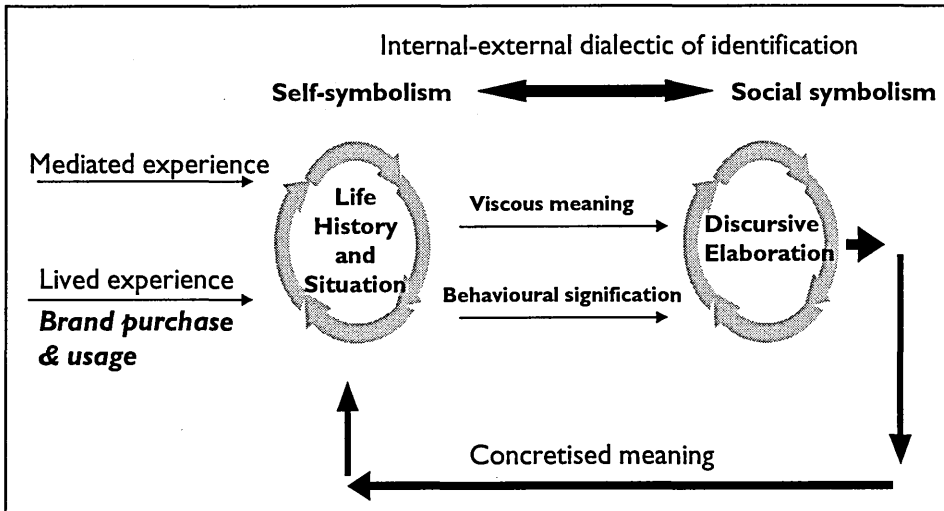 Internal-external dialectic of identification
Self-symbolism
Social symbolism
Mediated experience
Life
History
and
Situation
Viscous meaning
Discursive
Elaboration
Lived experience
Behavioural signification
Brand purchase
& usage
Concretised meaning